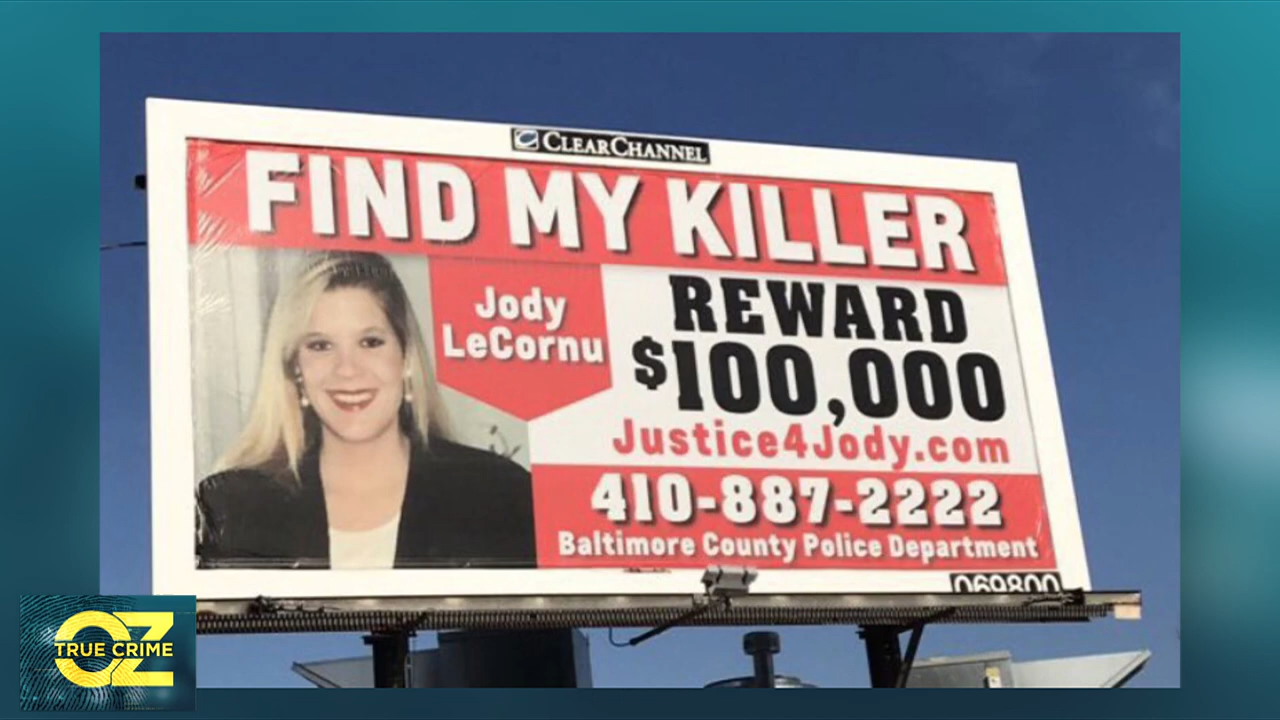 CLEARCHANNEL
FIND MY KILLER
Jody
LeCornu
REWARD
$100,000
Justice4Jody.com
410-887-2222
Baltimore County Police Department
069800
OZ
TRUE CRIME